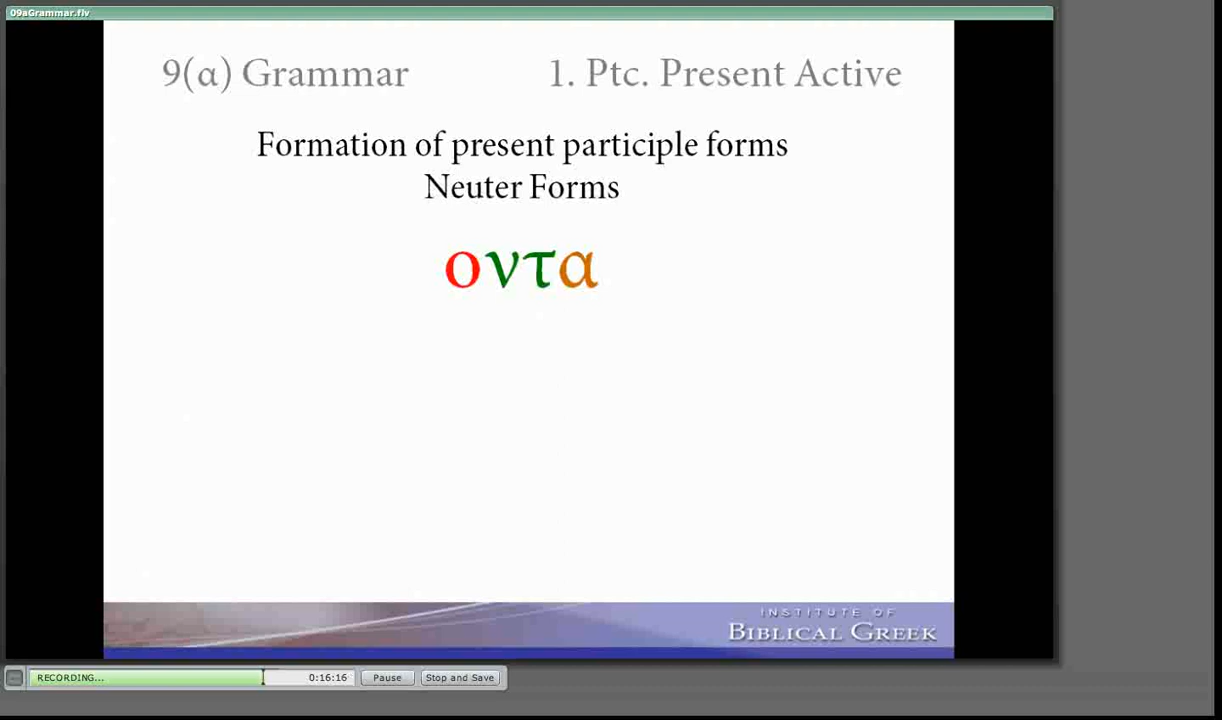 09aGrammar.flv
9(α) Grammar 1. Ptc. Present Active
Formation of present participle forms
Neuter Forms
οντα
INSTITUTE OF
BIBLICAL GREEK
RECORDING... 0:16:16 Pause Stop and Save